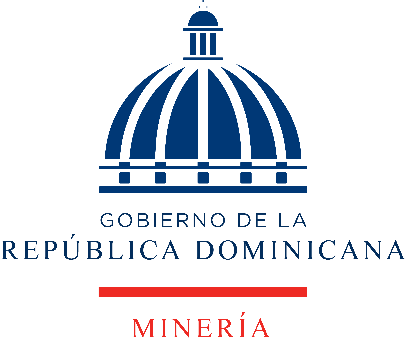 GOBIERNO DE LA
REPÚBLICA DOMINICANA
MINERÍA